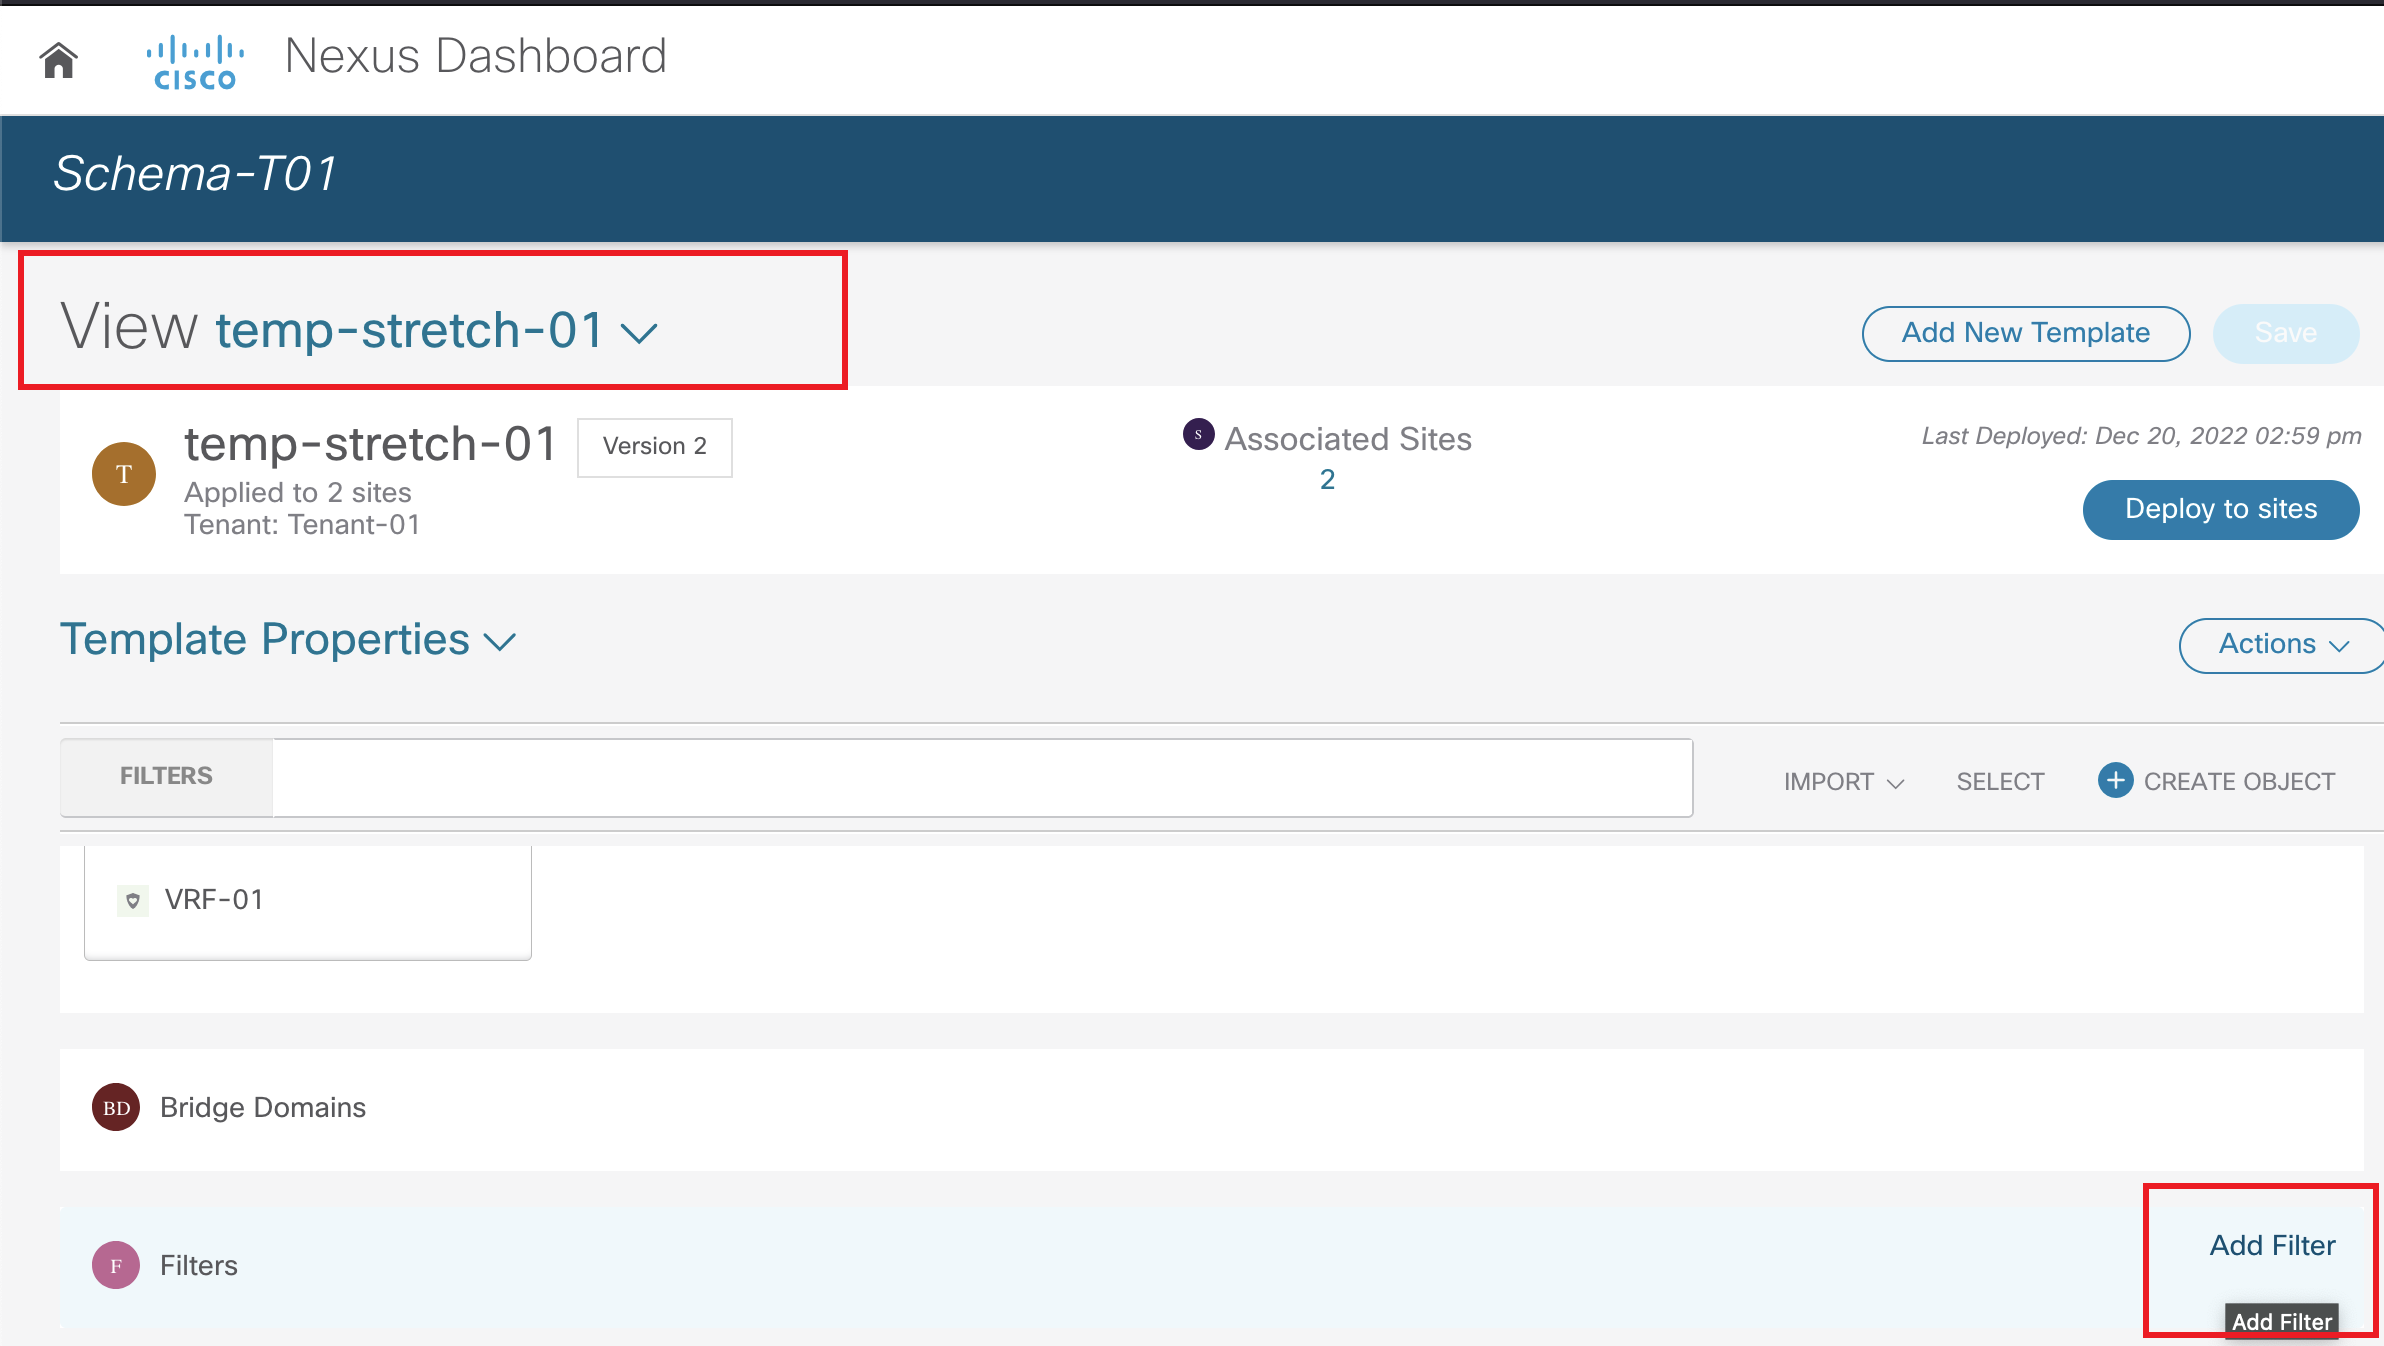 CISCO
Nexus Dashboard
Schema-T01
View temp-stretch-01
Add New Template
Save
T
temp-stretch-01
Version 2
Applied to 2 sites
Tenant: Tenant-01
S
Associated Sites
2
Last Deployed: Dec 20, 2022 02:59 pm
Deploy to sites
Template Properties
Actions
FILTERS
IMPORT
SELECT
CREATE OBJECT
VRF-01
BD
Bridge Domains
F
Filters
Add Filter
Add Filter